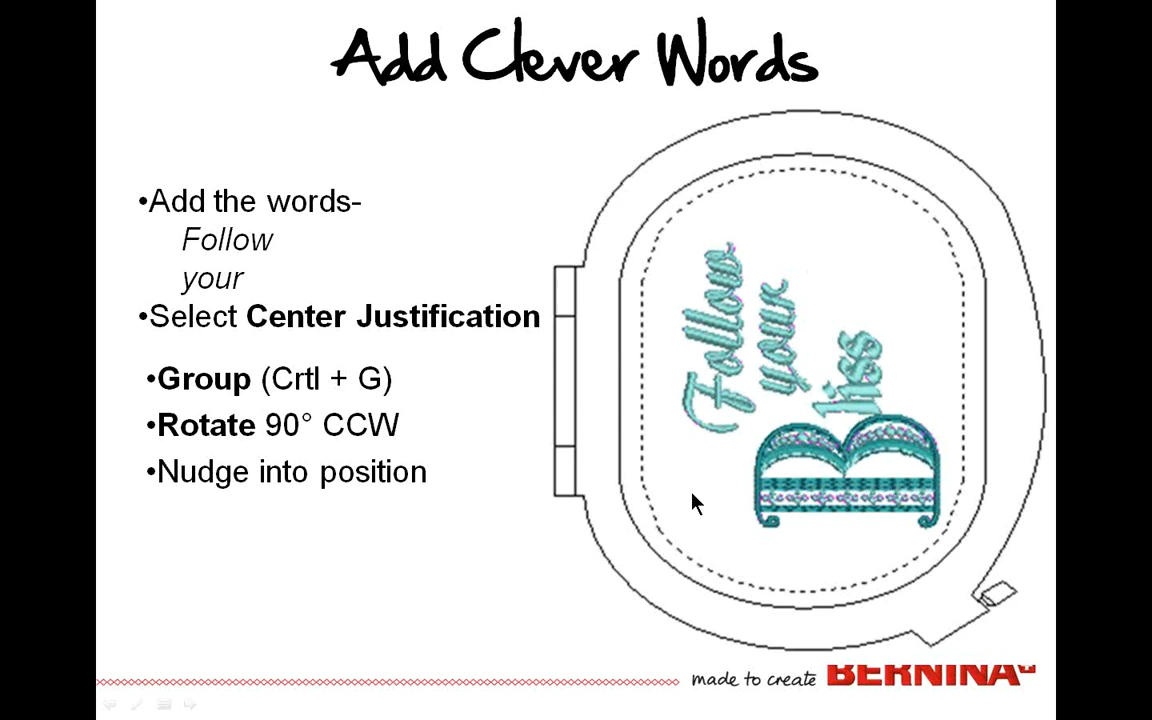 Add Clever Words
•Add the words-
Follow
your
•Select Center Justification
•Group (Crtl + G)
•Rotate 90° CCW
•Nudge into position
Follow
your
liss
made to create BERNINA